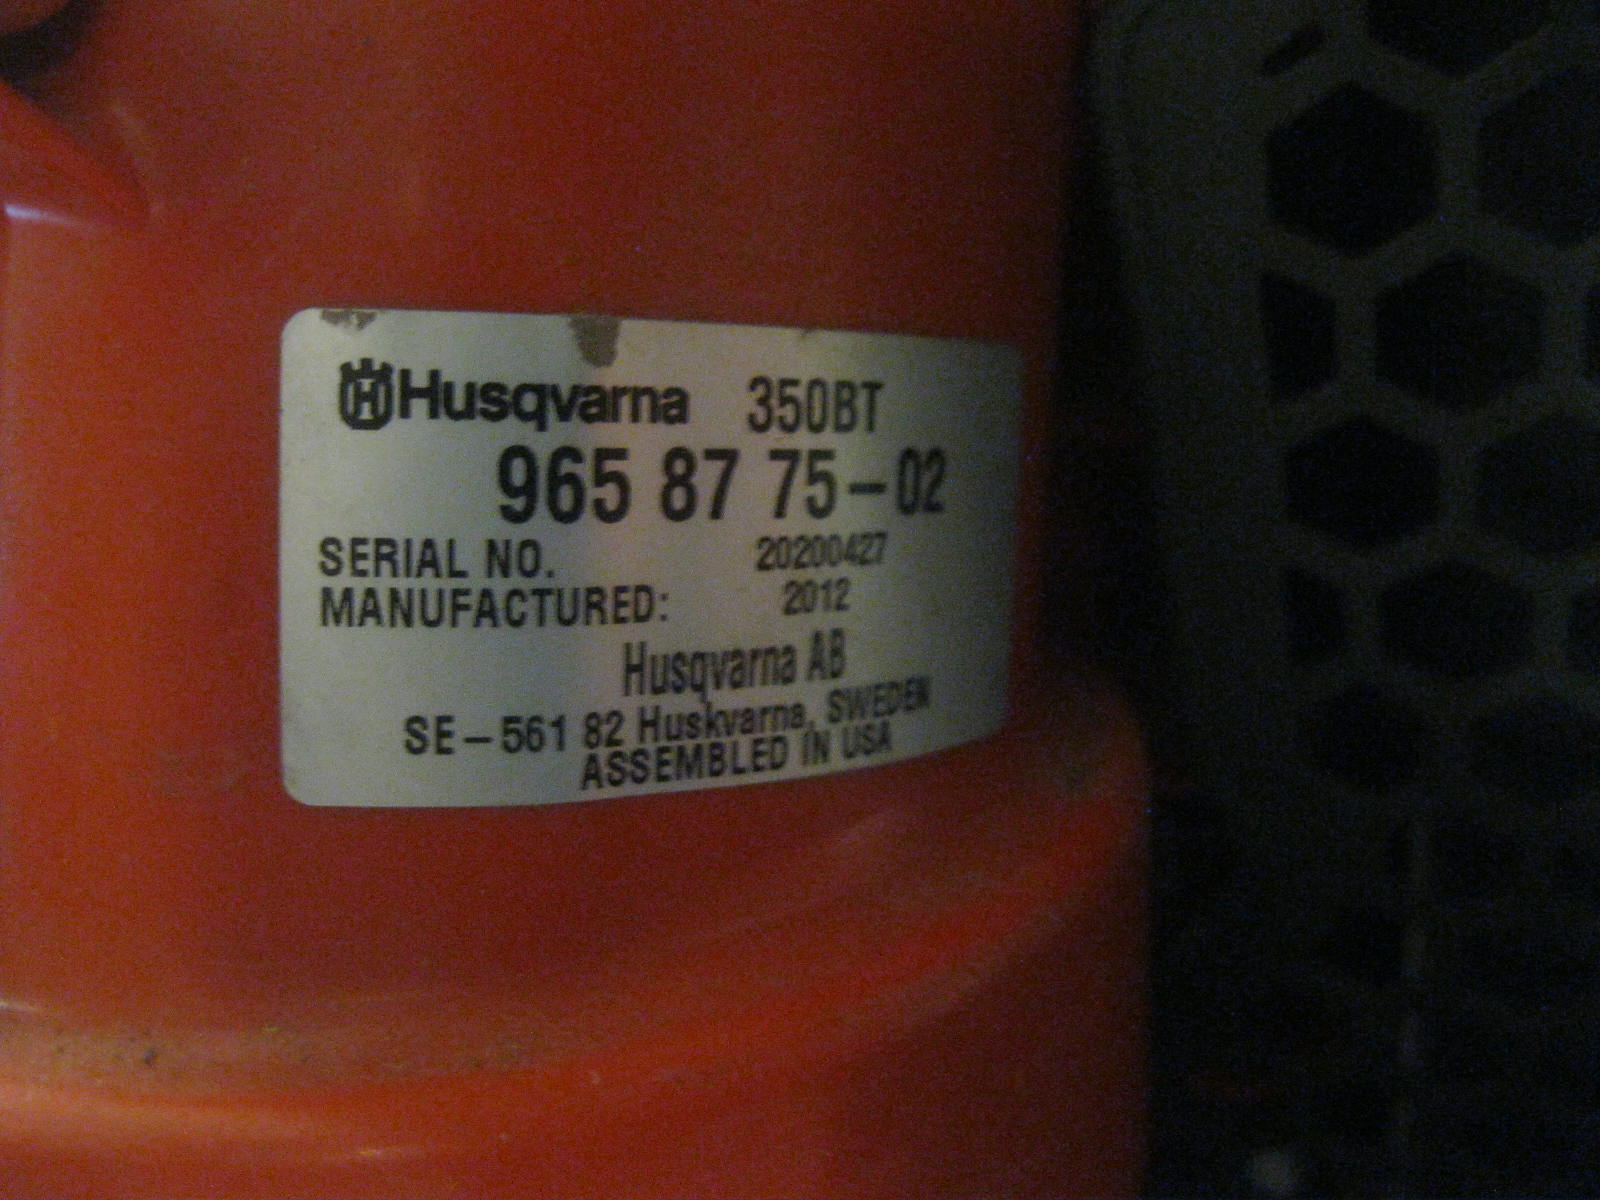 Husqvarna 350BT
965 87 75-02
SERIAL NO. 20200427
MANUFACTURED: 2012
Husqvarna AB
SE-561 82 Huskvarna, SWEDEN
ASSEMBLED IN USA